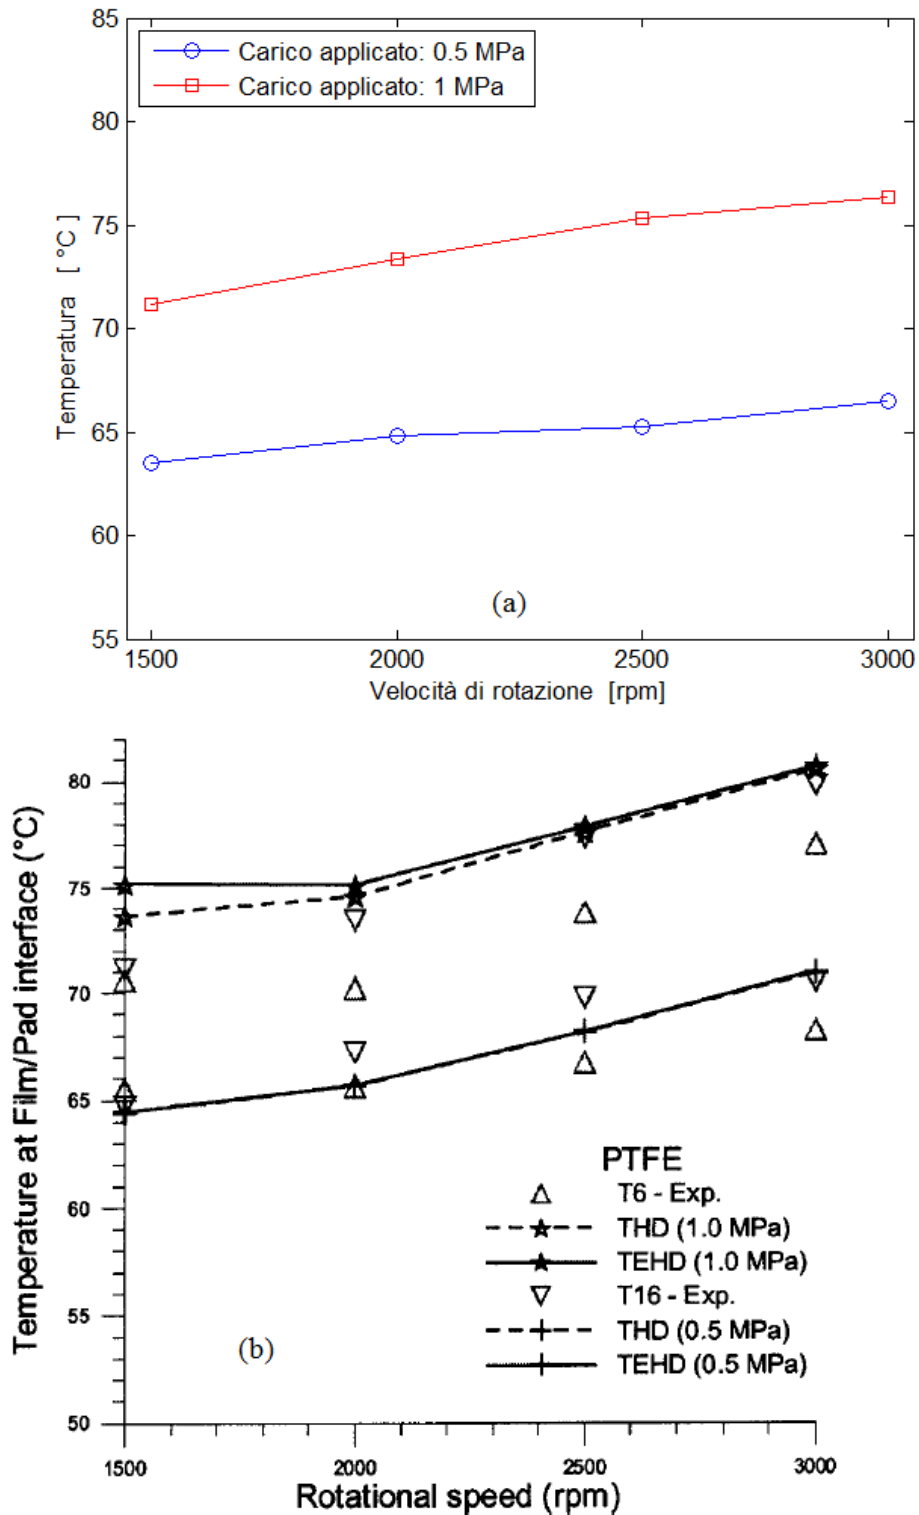 85
Carico applicato: 0.5 MPa
Carico applicato: 1 MPa
80
75
70
65
60
55
Temperatura [ °C]
(a)
1500 2000 2500 3000
Velocità di rotazione [rpm]
80
75
70
65
60
55
50
Temperature at Film/Pad interface (°C)
PTFE
T6 - Exp.
THD (1.0 MPa)
TEHD (1.0 MPa)
T16 - Exp.
THD (0.5 MPa)
TEHD (0.5 MPa)
(b)
1500 2000 2500 3000
Rotational speed (rpm)